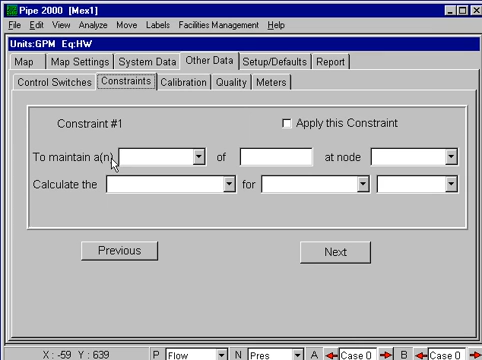 Pipe 2000 [Mex1]
File Edit View Analyze Move Labels Facilities Management Help
Units:GPM Eq:HW
Map Map Settings System Data Other Data Setup/Defaults Report
Control Switches Constraints Calibration Quality Meters
Constraint #1 Apply this Constraint
To maintain a(n) of at node
Calculate the for
Previous Next
X : -59 Y : 639 P Flow N Pres A Case 0 B Case 0